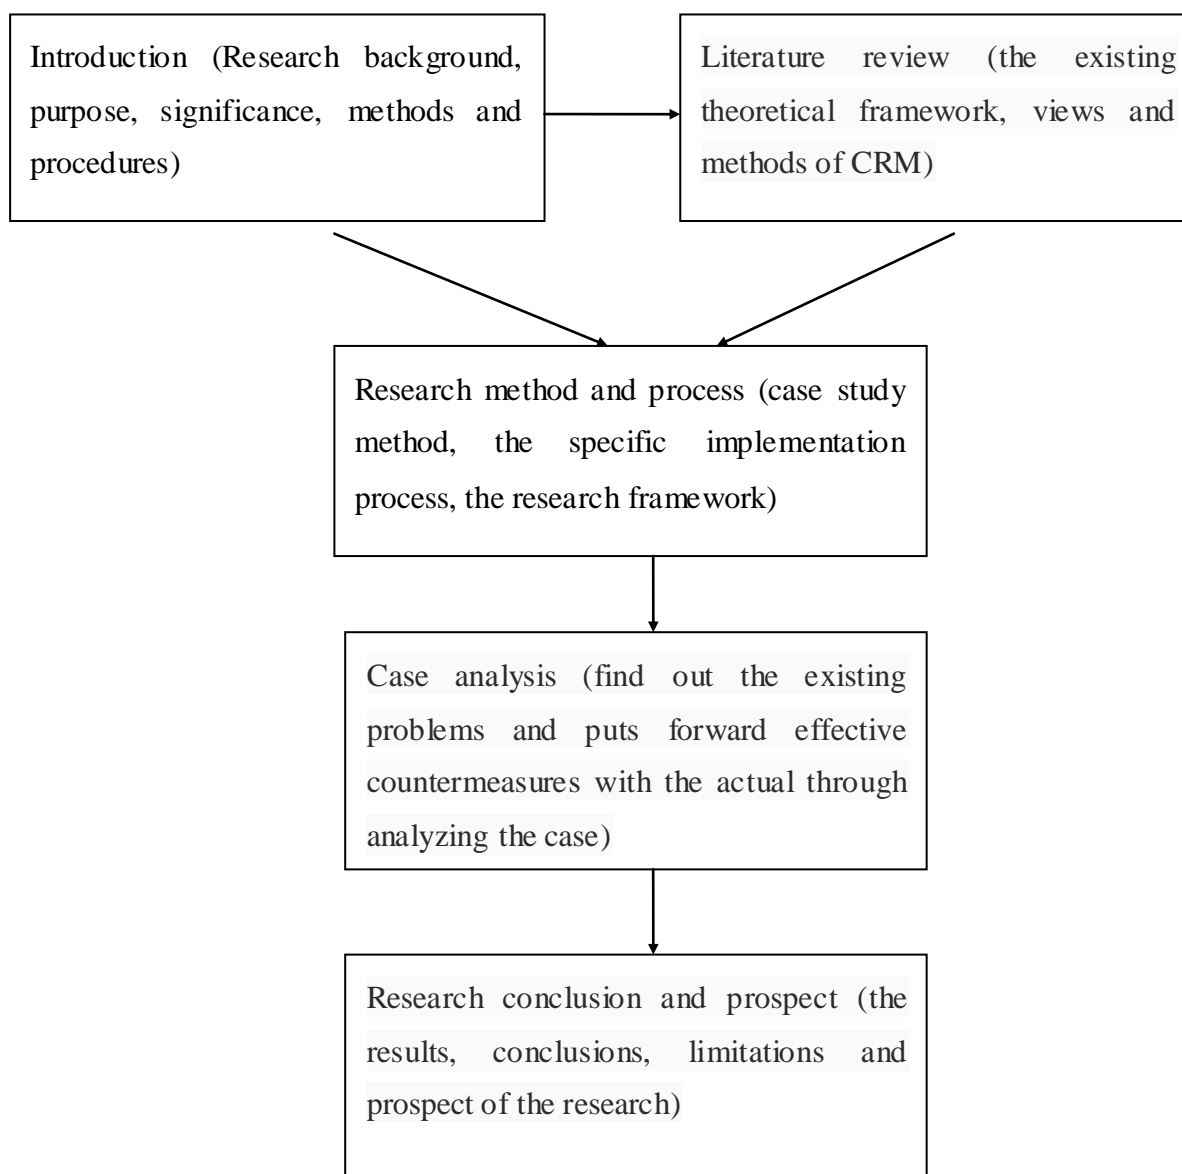 Introduction (Research background,
purpose, significance, methods and
procedures)
Literature review (the existing
theoretical framework, views and
methods of CRM)
Research method and process (case study
method, the specific implementation
process, the research framework)
Case analysis (find out the existing
problems and puts forward effective
countermeasures with the actual through
analyzing the case)
Research conclusion and prospect (the
results, conclusions, limitations and
prospect of the research)